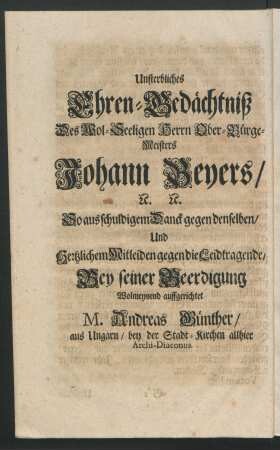 Unsterbliches
Ehren-Gedächtniß
Des Wol-Seeligen Herrn Ober-Bürge-
Meisters
Johann Beyers/
ꝛc. ꝛc.
So aus schuldigem Danck gegen denselben/
Und
Hertzlichem Mitleiden gegen die Leidtragende/
Bey seiner Beerdigung
Wolmeynend auffgerichtet
M. Andreas Günther/
aus Ungarn/ bey der Stadt-Kirchen allhier
Archi-Diaconus.